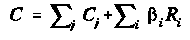 C = ∑_j C_j + ∑_i β_i R_i